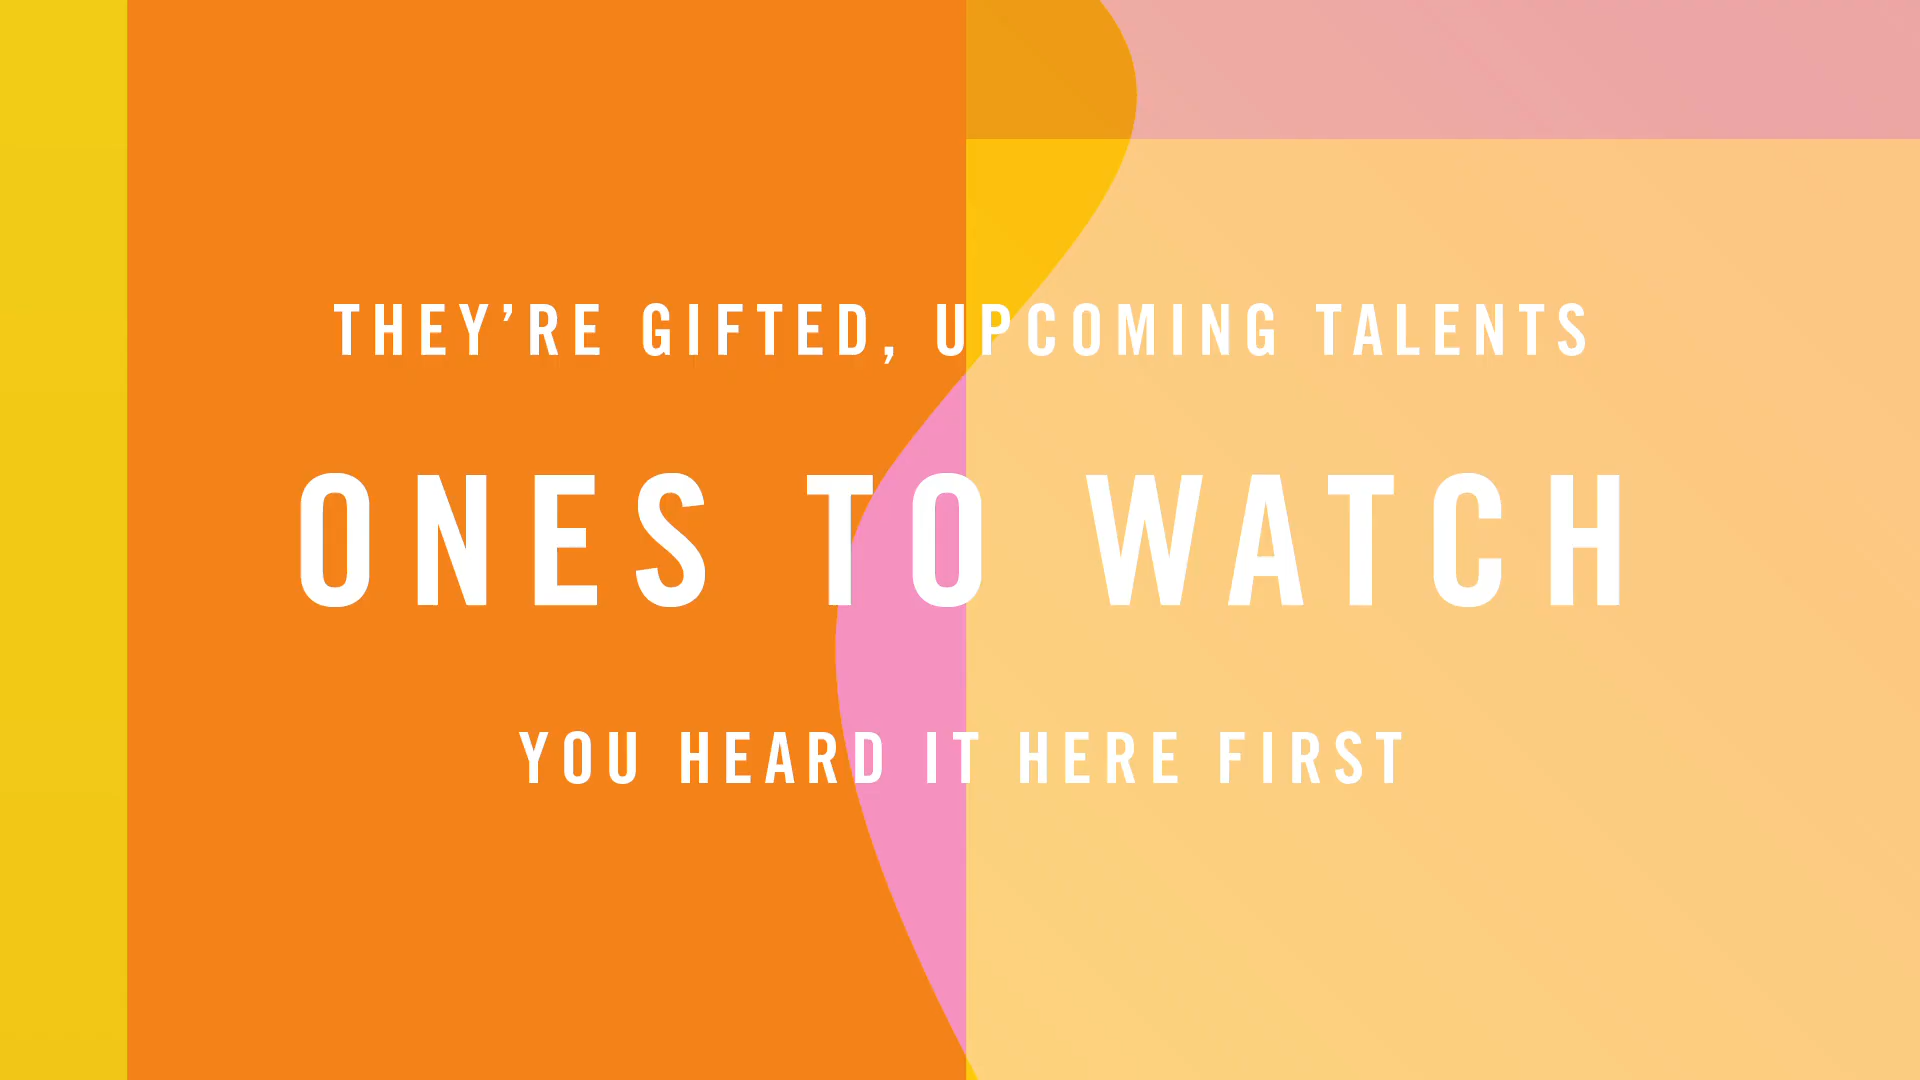 THEY’RE GIFTED, UPCOMING TALENTS
ONES TO WATCH
YOU HEARD IT HERE FIRST